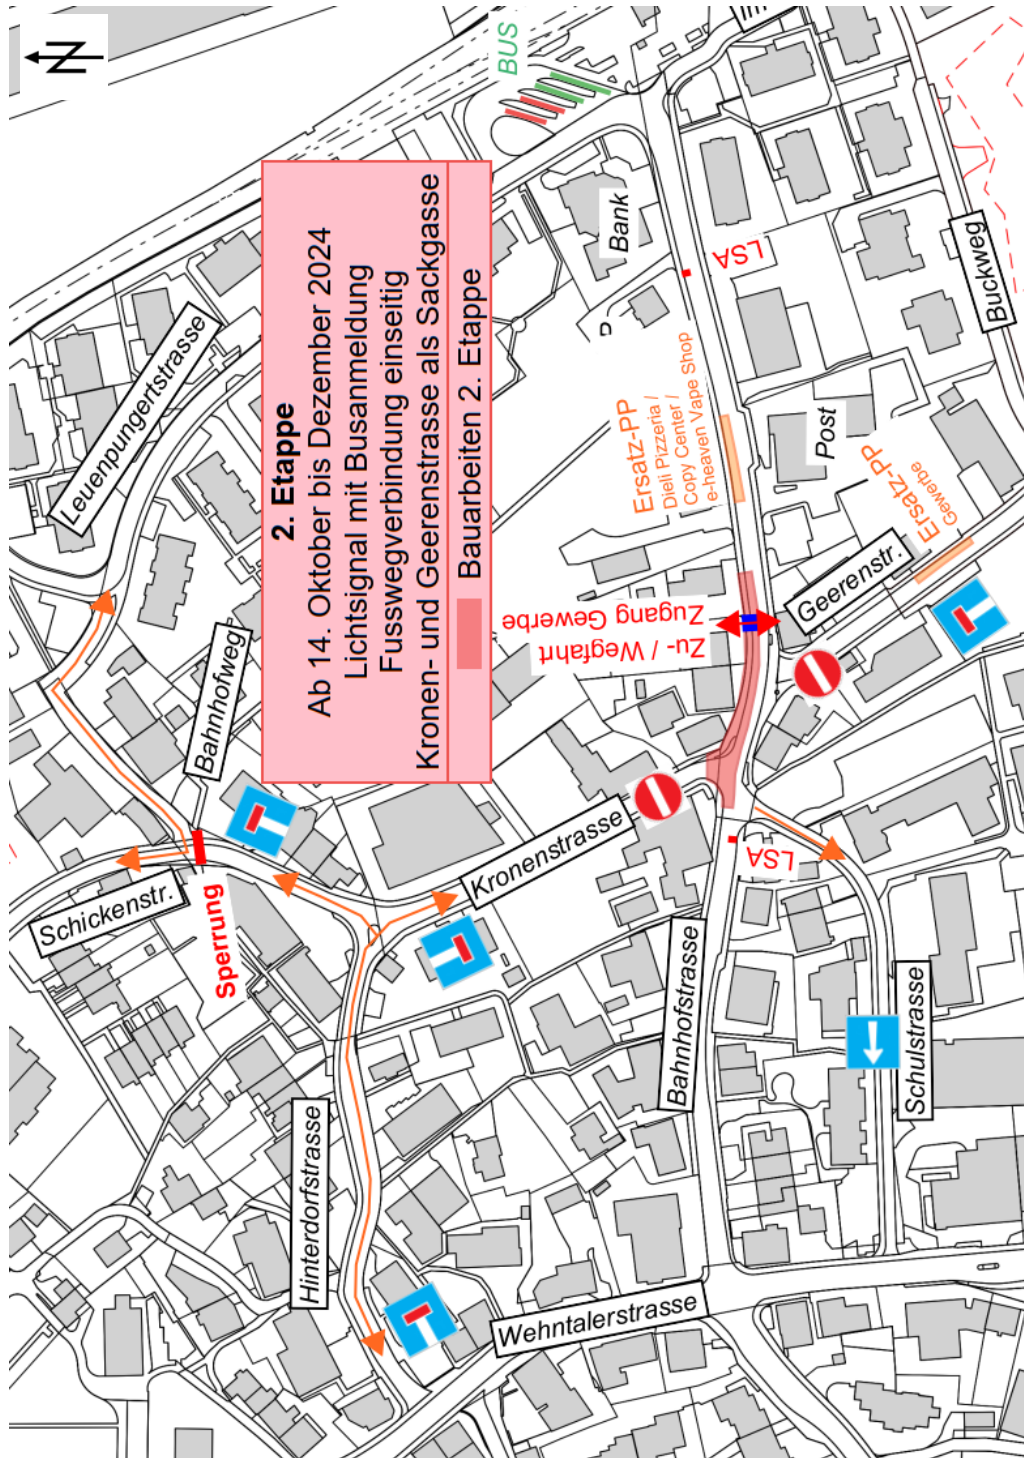 N
BUS
Leuenpungertstrasse
2. Etappe
Ab 14. Oktober bis Dezember 2024
Lichtsignal mit Busanmeldung
Fusswegverbindung einseitig
Kronen- und Geerenstrasse als Sackgasse
Bauarbeiten 2. Etappe
Bank
LSA
Buckweg
Ersatz-PP
Dieli Pizzeria /
Copy Center /
e-heaven Vape Shop
Post
Ersatz-PP
Gewerbe
Geerenstr.
Zu- / Wegfahrt
Zugang Gewerbe
Bahnhofweg
Schickenstr.
Sperrung
Kronenstrasse
LSA
Bahnhofstrasse
Schulstrasse
Hinterdorfstrasse
Wehntalerstrasse